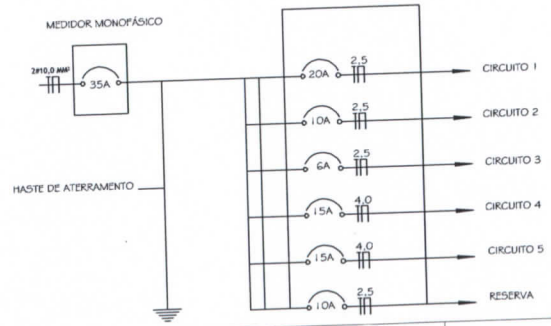 MEDIDOR MONOFÁSICO
2#10,0 MM²
35A
20A
2,5
CIRCUITO 1
10A
2,5
CIRCUITO 2
6A
2,5
CIRCUITO 3
HASTE DE ATERRAMENTO
15A
4,0
CIRCUITO 4
15A
4,0
CIRCUITO 5
10A
2,5
RESERVA